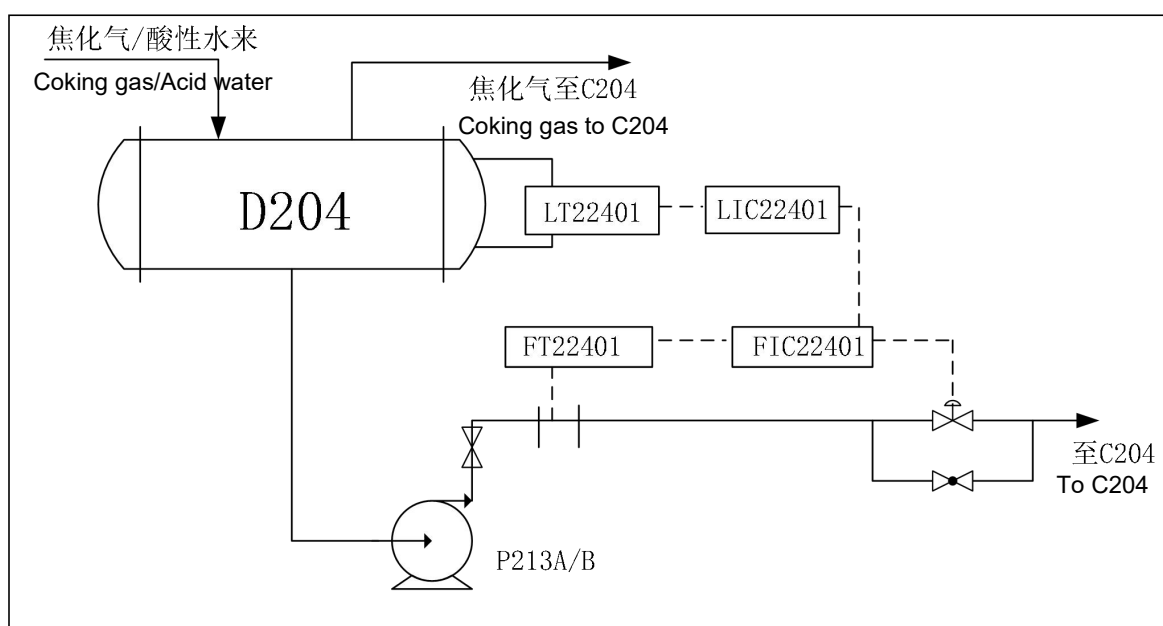 焦化气/酸性水来
Coking gas/Acid water
焦化气至C204
Coking gas to C204
D204
LT22401
LIC22401
FT22401
FIC22401
至C204
To C204
P213A/B